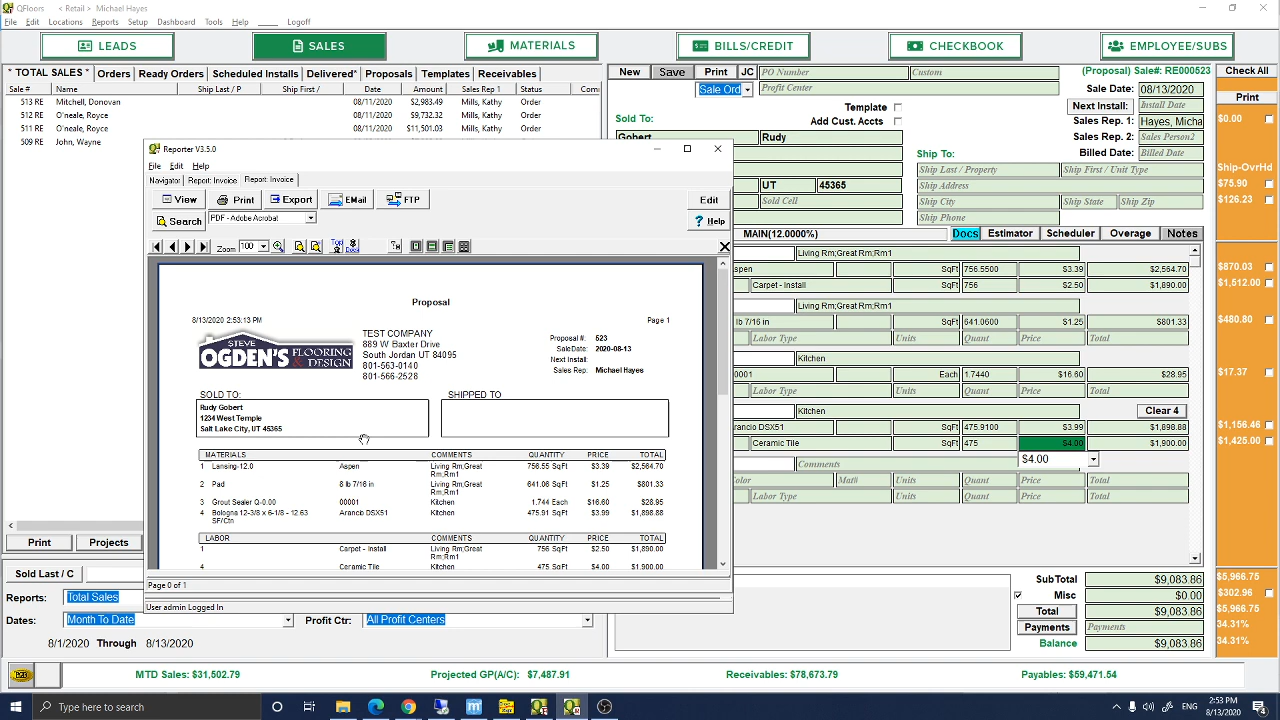 QFloors < Retail > Michael Hayes
File Edit Locations Reports Setup Dashboard Tools Help Logoff
LEADS SALES MATERIALS BILLS/CREDIT CHECKBOOK EMPLOYEE/SUBS
* TOTAL SALES * Orders Ready Orders Scheduled Installs Delivered* Proposals Templates Receivables
Sale # Name Ship Last / P Ship First / Amount Sales Rep 1 Status Comm
513 RE Mitchell, Donovan 08/11/2020 $2,983.49 Mills, Kathy Order
512 RE O'neale, Royce 08/11/2020 $9,732.32 Mills, Kathy Order
511 RE O'neale, Royce 08/11/2020 $11,501.03 Mills, Kathy Order
509 RE John, Wayne
Reporter V3.5.0
File Edit Help
Navigator Report: Invoice Report: Invoice
View Print Export EMail FTP Edit
Search PDF - Adobe Acrobat Help
Zoom 100
Proposal
8/13/2020 2:53:13 PM Page 1
STEVE
OGDEN'S FLOORING & DESIGN
TEST COMPANY
889 W Baxter Drive
South Jordan UT 84095
801-563-0140
801-566-2528
Proposal #: 523
SaleDate: 2020-08-13
Next Install:
Sales Rep: Michael Hayes
SOLD TO: SHIPPED TO
Rudy Gobert
1234 West Temple
Salt Lake City, UT 45365
MATERIALS COMMENTS QUANTITY PRICE TOTAL
1 Lansing-12.0 Aspen Living Rm;Great Rm;Rm1 756.55 SqFt $3.39 $2,564.70
2 Pad 8 lb 7/16 in Living Rm;Great Rm;Rm1 641.06 SqFt $1.25 $801.33
3 Grout Sealer Q-0.00 00001 Kitchen 1.744 Each $16.60 $28.95
4 Bologna 12-3/8 x 6-1/8 - 12.63 SF/Ctn Arancio DSX51 Kitchen 475.91 SqFt $3.99 $1,898.88
LABOR COMMENTS QUANTITY PRICE TOTAL
1 Carpet - Install Living Rm;Great Rm;Rm1 756 SqFt $2.50 $1,890.00
4 Ceramic Tile Kitchen 475 SqFt $4.00 $1,900.00
Page 0 of 1
User admin Logged In
New Save Print JC PO Number Custom
Sale Ord Profit Center
Template
Add Cust. Accts
Sold To:
Gobert Rudy
UT 45365
Sold Cell
(Proposal) Sale#: RE000523
Sale Date: 08/13/2020
Next Install: Install Date
Sales Rep. 1: Hayes, Micha
Sales Rep. 2: Sales Person2
Billed Date: Billed Date
Ship To:
Ship Last / Property Ship First / Unit Type
Ship Address
Ship City Ship State Ship Zip
Ship Phone
MAIN(12.0000%) Docs Estimator Scheduler Overage Notes
Living Rm;Great Rm;Rm1
spen SqFt 756.5500 $3.39 $2,564.70
Carpet - Install SqFt 756 $2.50 $1,890.00
Living Rm;Great Rm;Rm1
lb 7/16 in SqFt 641.0600 $1.25 $801.33
Labor Type Units Quant Price Total
Kitchen
0001 Each 1.7440 $16.60 $28.95
Labor Type Units Quant Price Total
Kitchen Clear 4
rancio DSX51 SqFt 475.9100 $3.99 $1,898.88
Ceramic Tile SqFt 475 $4.00 $1,900.00
Comments $4.00
olor Mat# Units Quant Price Total
Labor Type Units Quant Price Total
SubTotal $9,083.86
Misc $0.00
Total $9,083.86
Payments Payments
Balance $9,083.86
Check All
Print
$0.00
Ship-OvrHd
$75.90
$126.23
$870.03
$1,512.00
$480.80
$17.37
$1,156.46
$1,425.00
$5,966.75
$302.96
$5,966.75
34.31%
34.31%
Print Projects
Sold Last / C
Reports: Total Sales
Dates: Month To Date Profit Ctr: All Profit Centers
8/1/2020 Through 8/13/2020
MTD Sales: $31,502.79 Projected GP(A/C): $7,487.91 Receivables: $78,673.79 Payables: $59,471.54
Type here to search
2:53 PM
8/13/2020